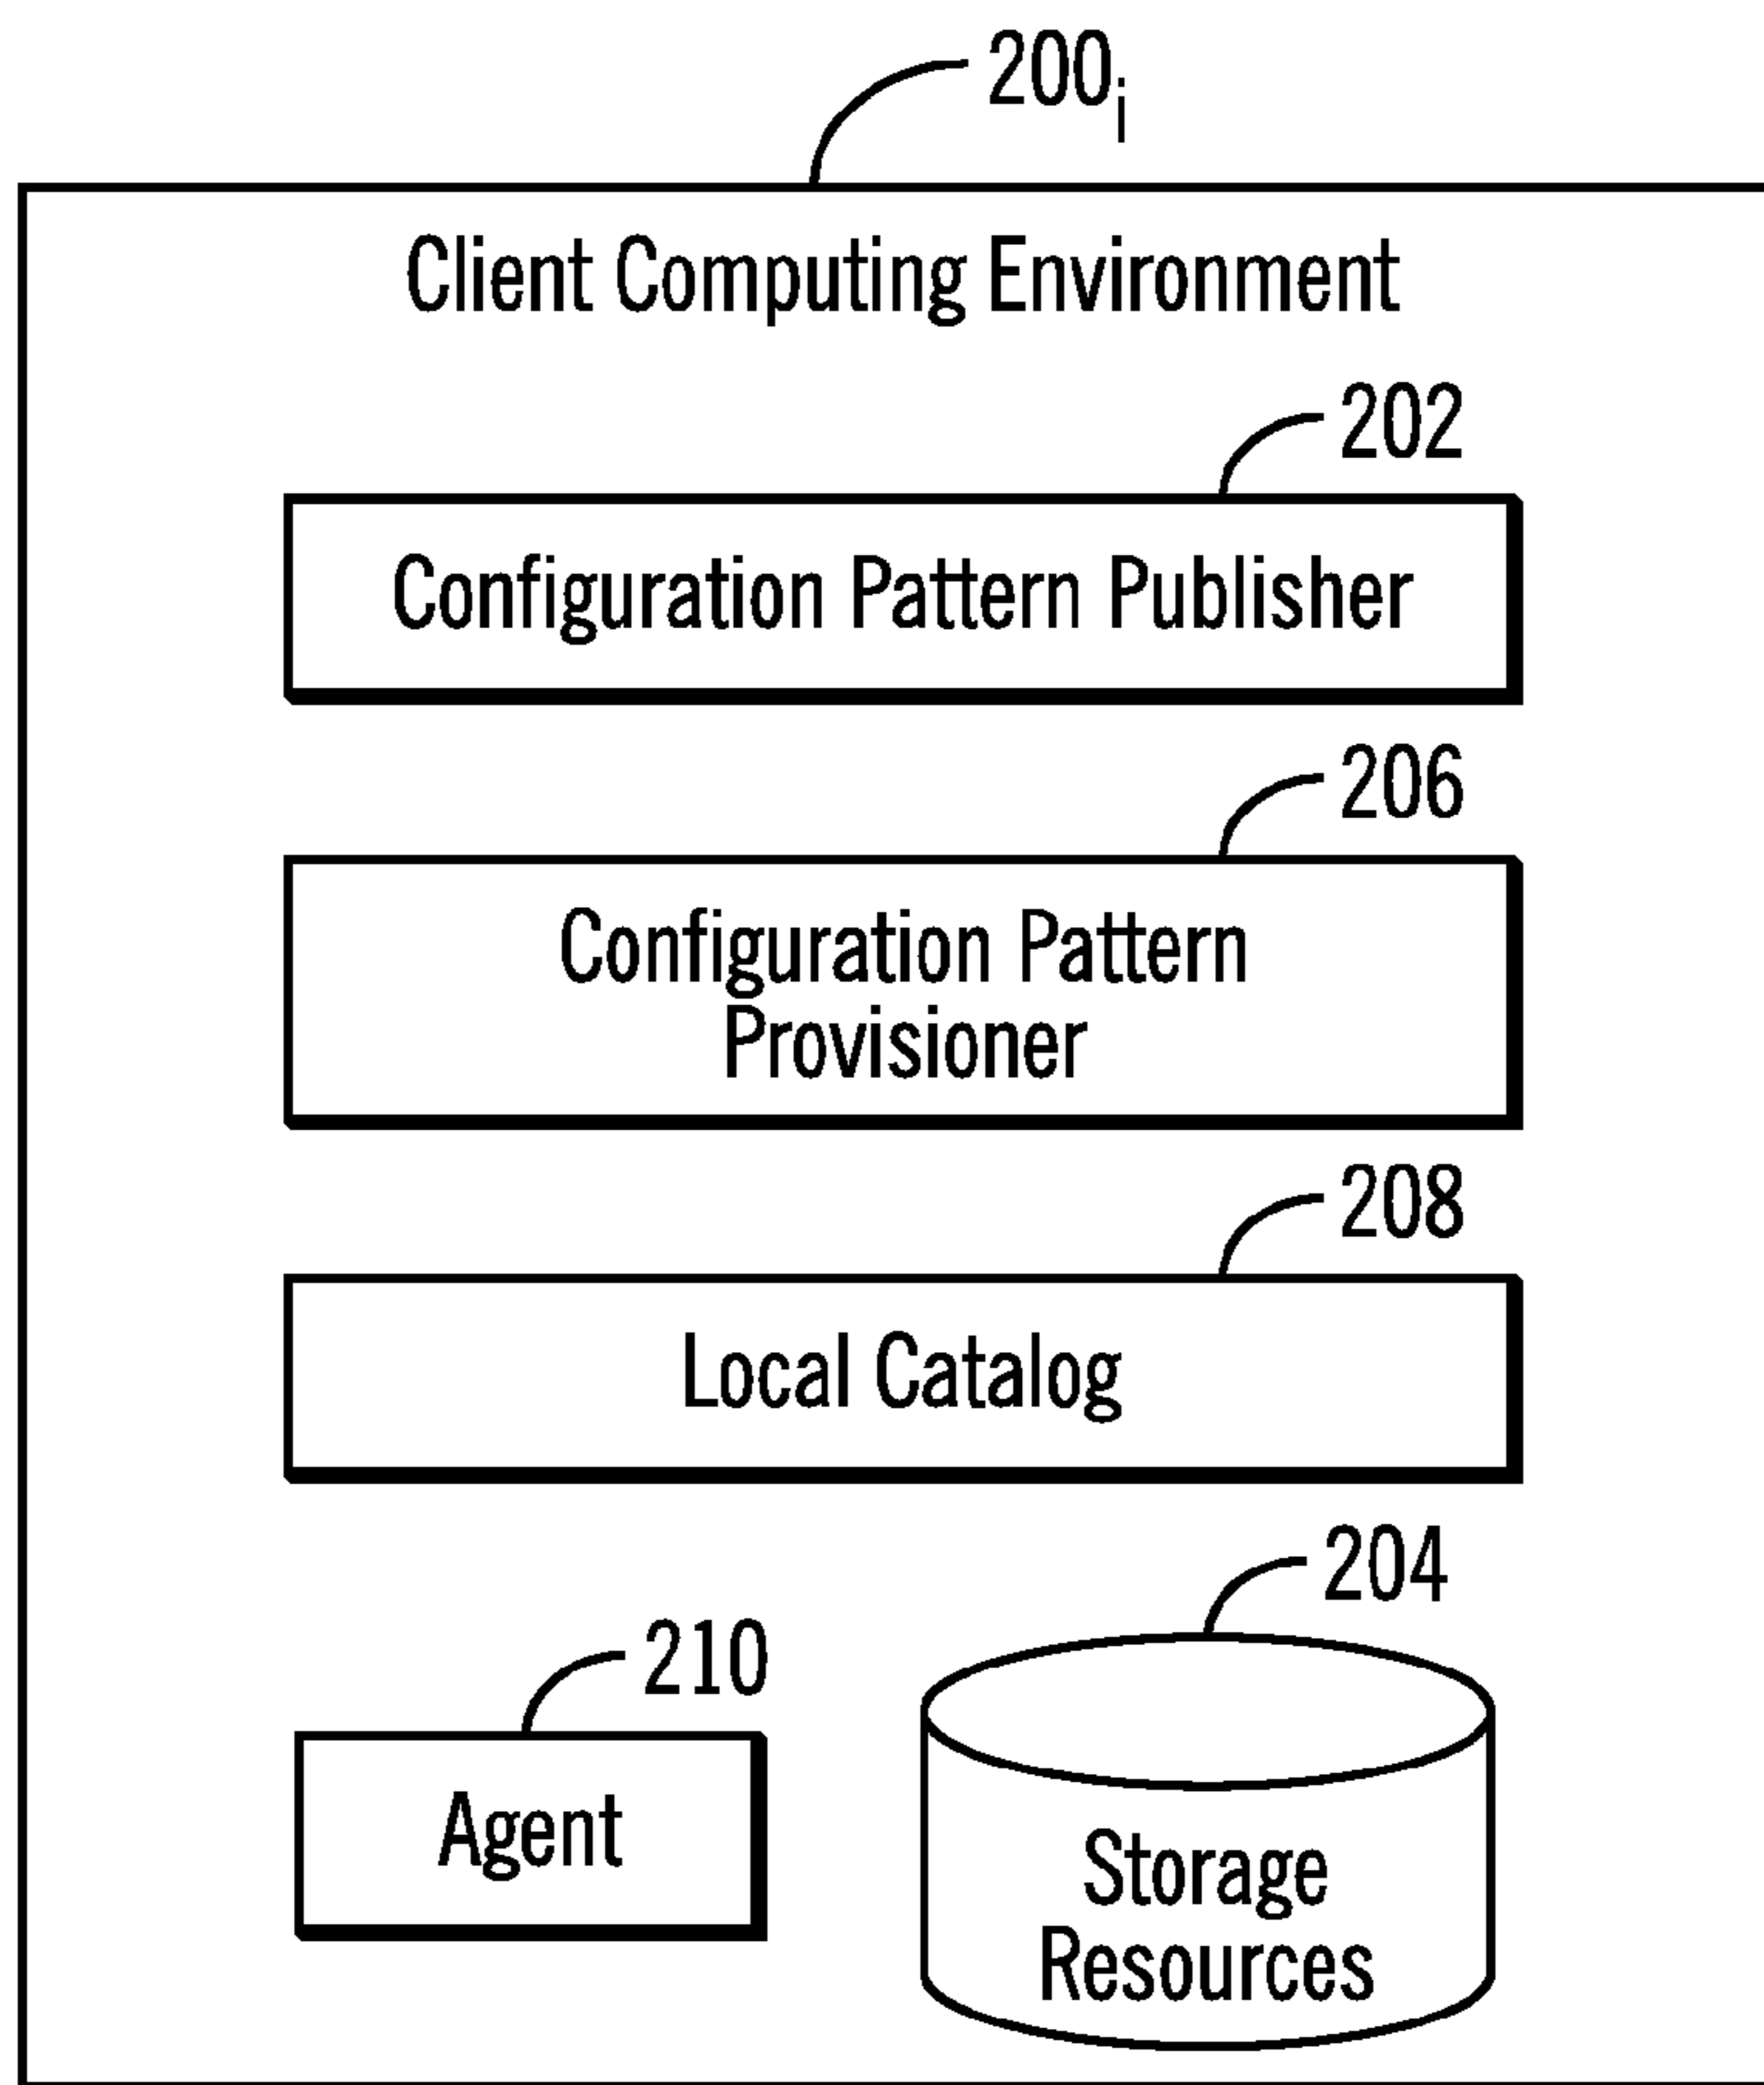 200i
Client Computing Environment
202
Configuration Pattern Publisher
206
Configuration Pattern
Provisioner
208
Local Catalog
204
210
Agent
Storage
Resources